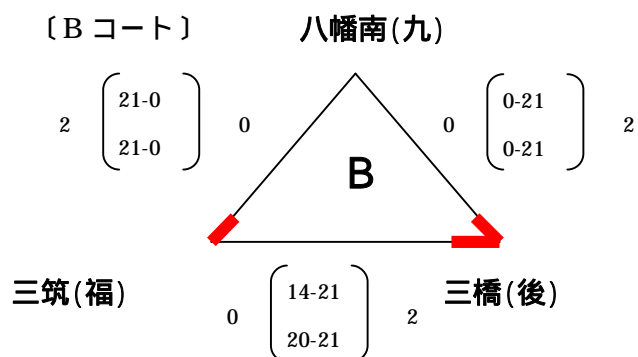 〔B コート〕 八幡南(九)
2 21-0 21-0 0
0 0-21 0-21 2
B
三筑(福) 三橋(後)
0 14-21 20-21 2